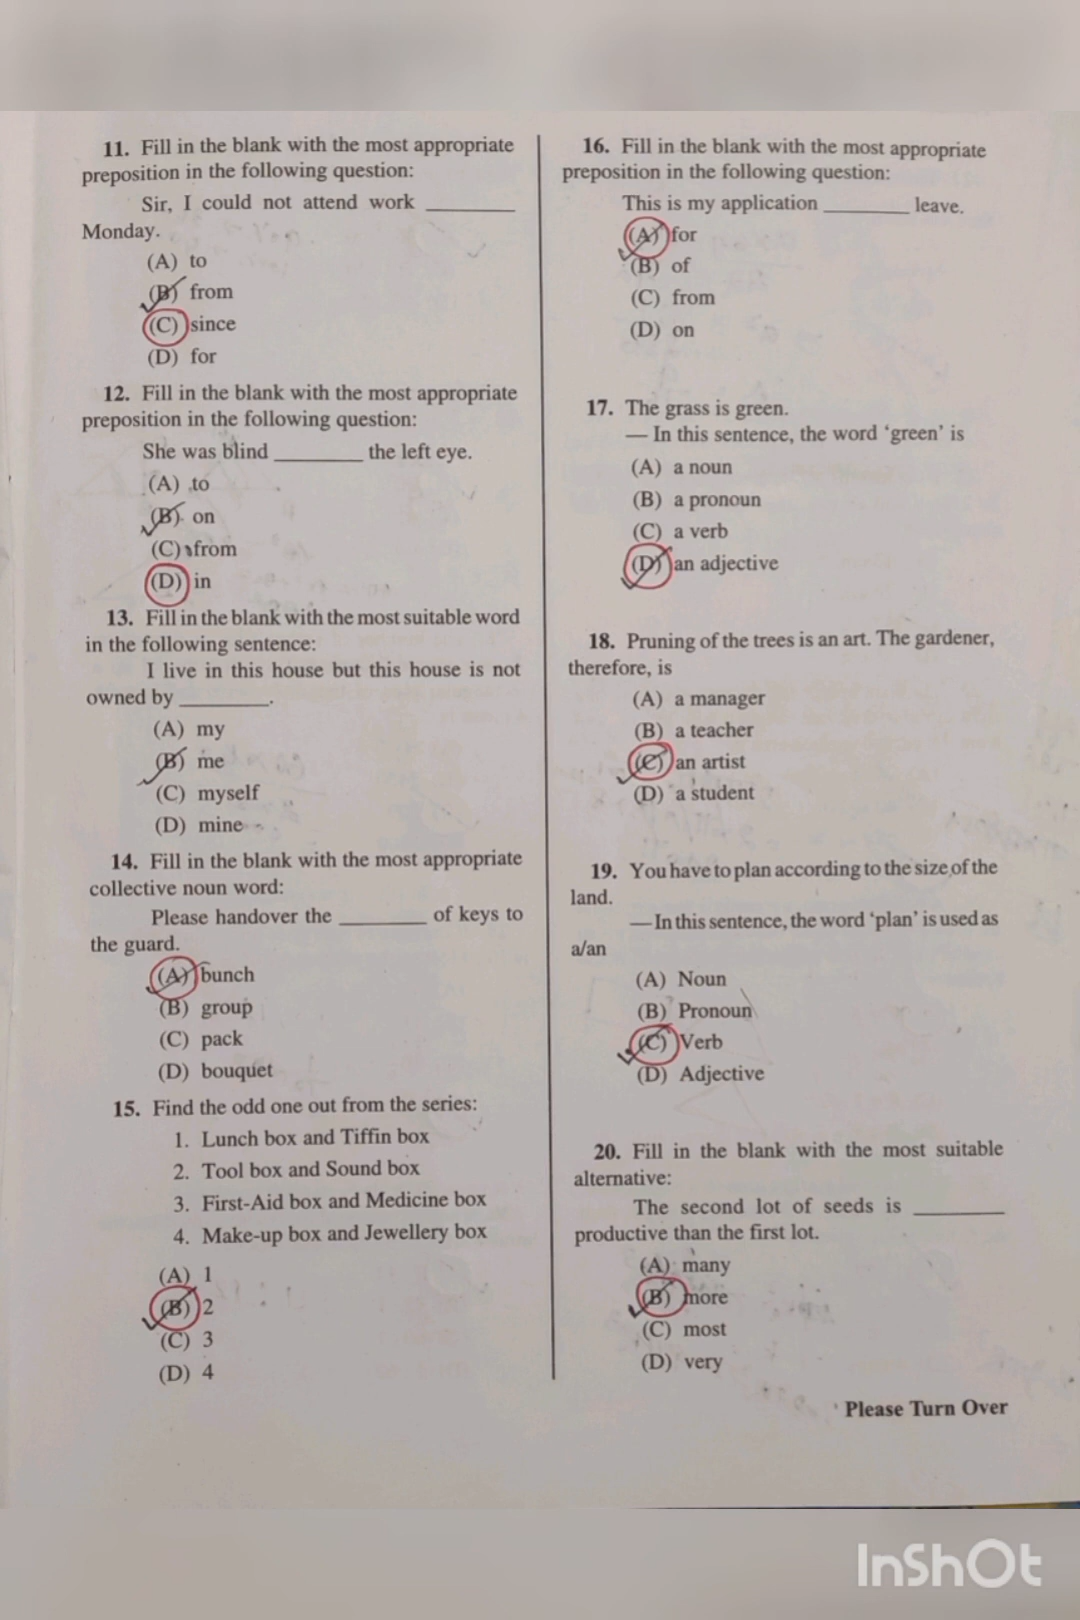 11. Fill in the blank with the most appropriate
preposition in the following question:
Sir, I could not attend work ________
Monday.
(A) to
(B) from
(C) since
(D) for
12. Fill in the blank with the most appropriate
preposition in the following question:
She was blind ________ the left eye.
(A) to
(B) on
(C) from
(D) in
13. Fill in the blank with the most suitable word
in the following sentence:
I live in this house but this house is not
owned by ________.
(A) my
(B) me
(C) myself
(D) mine
14. Fill in the blank with the most appropriate
collective noun word:
Please handover the ________ of keys to
the guard.
(A) bunch
(B) group
(C) pack
(D) bouquet
15. Find the odd one out from the series:
1. Lunch box and Tiffin box
2. Tool box and Sound box
3. First-Aid box and Medicine box
4. Make-up box and Jewellery box
(A) 1
(B) 2
(C) 3
(D) 4
16. Fill in the blank with the most appropriate
preposition in the following question:
This is my application ________ leave.
(A) for
(B) of
(C) from
(D) on
17. The grass is green.
— In this sentence, the word ‘green’ is
(A) a noun
(B) a pronoun
(C) a verb
(D) an adjective
18. Pruning of the trees is an art. The gardener,
therefore, is
(A) a manager
(B) a teacher
(C) an artist
(D) a student
19. You have to plan according to the size of the
land.
— In this sentence, the word ‘plan’ is used as
a/an
(A) Noun
(B) Pronoun
(C) Verb
(D) Adjective
20. Fill in the blank with the most suitable
alternative:
The second lot of seeds is ________
productive than the first lot.
(A) many
(B) more
(C) most
(D) very
Please Turn Over
InShOt